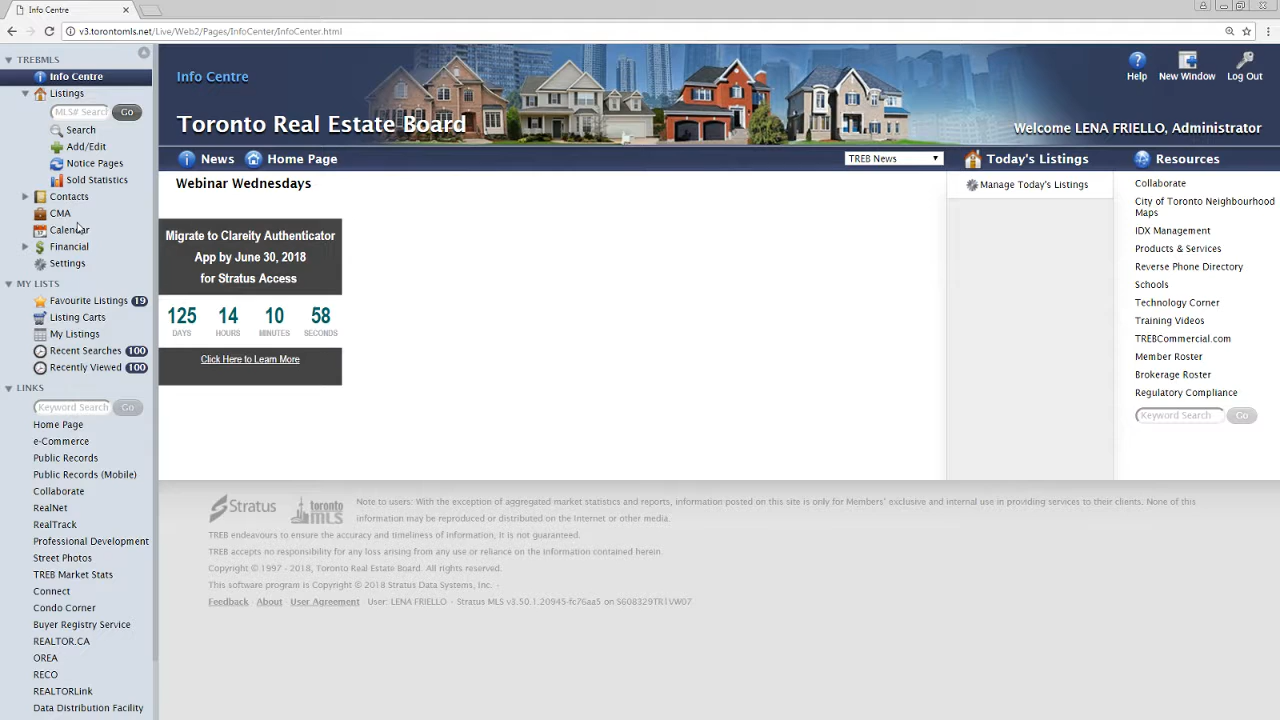 Info Centre
v3.torontomls.net/Live/Web2/Pages/InfoCenter/InfoCenter.html
TREBMLS
Info Centre
Listings
MLS# Search Go
Search
Add/Edit
Notice Pages
Sold Statistics
Contacts
CMA
Calendar
Financial
Settings
MY LISTS
Favourite Listings 19
Listing Carts
My Listings
Recent Searches 100
Recently Viewed 100
LINKS
Keyword Search Go
Home Page
e-Commerce
Public Records
Public Records (Mobile)
Collaborate
RealNet
RealTrack
Professional Development
Street Photos
TREB Market Stats
Connect
Condo Corner
Buyer Registry Service
REALTOR.CA
OREA
RECO
REALTORLink
Data Distribution Facility
Info Centre
Toronto Real Estate Board
Help New Window Log Out
Welcome LENA FRIELLO, Administrator
News Home Page TREB News Today's Listings Resources
Webinar Wednesdays
Migrate to Clareity Authenticator
App by June 30, 2018
for Stratus Access
125 14 10 58
DAYS HOURS MINUTES SECONDS
Click Here to Learn More
Manage Today's Listings
Collaborate
City of Toronto Neighbourhood
Maps
IDX Management
Products & Services
Reverse Phone Directory
Schools
Technology Corner
Training Videos
TREBCommercial.com
Member Roster
Brokerage Roster
Regulatory Compliance
Keyword Search Go
Stratus toronto MLS
Note to users: With the exception of aggregated market statistics and reports, information posted on this site is only for Members' exclusive and internal use in providing services to their clients. None of this
information may be reproduced or distributed on the Internet or other media.
TREB endeavours to ensure the accuracy and timeliness of information, it is not guaranteed.
TREB accepts no responsibility for any loss arising from any use or reliance on the information contained herein.
Copyright © 1997 - 2018, Toronto Real Estate Board. All rights reserved.
This software program is Copyright © 2018 Stratus Data Systems, Inc. -
Feedback About User Agreement User: LENA FRIELLO - Stratus MLS v3.50.1.20945-fc76aa5 on S608329TR1VW07